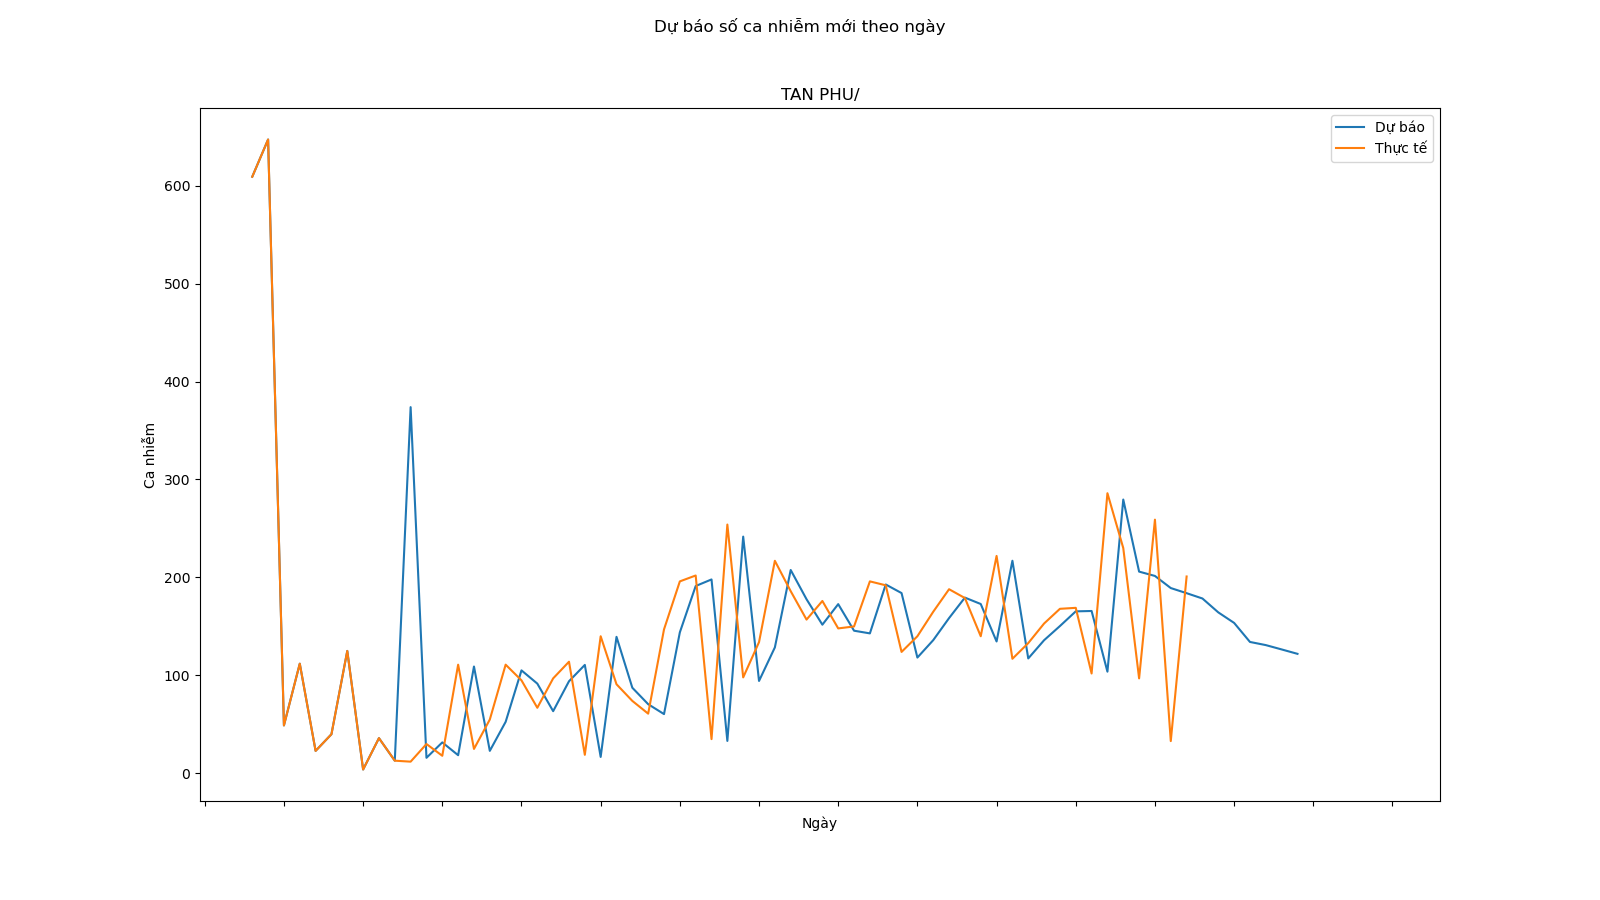 Dự báo số ca nhiễm mới theo ngày
TAN PHU/
Dự báo
Thực tế
600
500
400
300
200
100
0
Ca nhiễm
Ngày